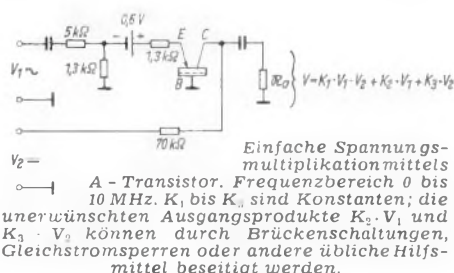 5kΩ
0,6V
E
C
V₁~
1,3kΩ
1,3kΩ
B
ℜₐ
V=K₁·V₁·V₂+K₂·V₁+K₃·V₂
70kΩ
V₂=
Einfache Spannungs-
multiplikation mittels
A-Transistor. Frequenzbereich 0 bis
10 MHz. K₁ bis K sind Konstanten; die
unerwünschten Ausgangsprodukte K₂·V₁ und
K₃·V₂ können durch Brückenschaltungen,
Gleichstromsperren oder andere übliche Hilfs-
mittel beseitigt werden.